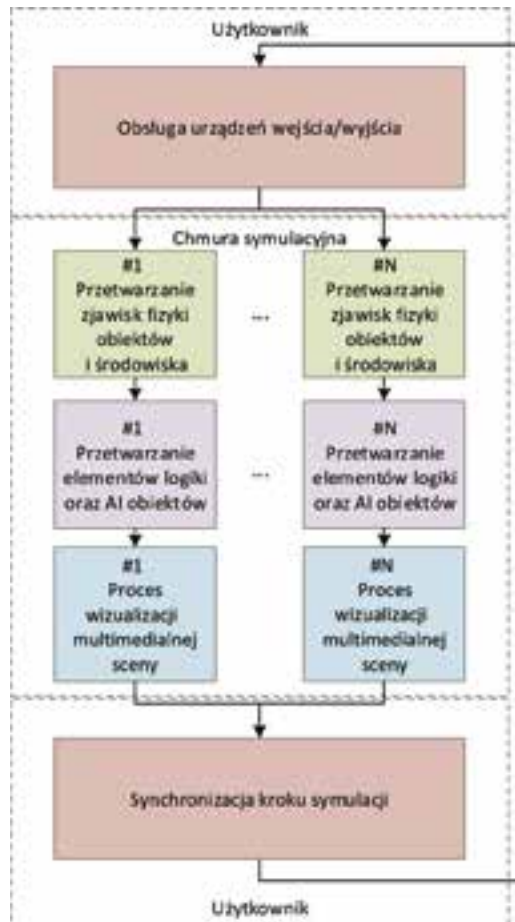 Użytkownik
Obsługa urządzeń wejścia/wyjścia
Chmura symulacyjna
#1
Przetwarzanie
zjawisk fizyki
obiektów
i środowiska
...
#N
Przetwarzanie
zjawisk fizyki
obiektów
i środowiska
#1
Przetwarzanie
elementów logiki
oraz AI obiektów
...
#N
Przetwarzanie
elementów logiki
oraz AI obiektów
#1
Proces
wizualizacji
multimedialnej
sceny
#N
Proces
wizualizacji
multimedialnej
sceny
Synchronizacja kroku symulacji
Użytkownik